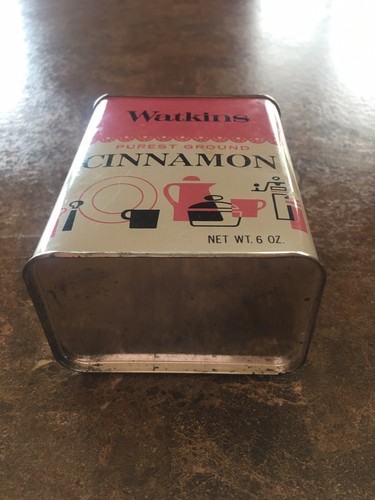 Watkins
PUREST GROUND
CINNAMON
NET WT. 6 OZ.